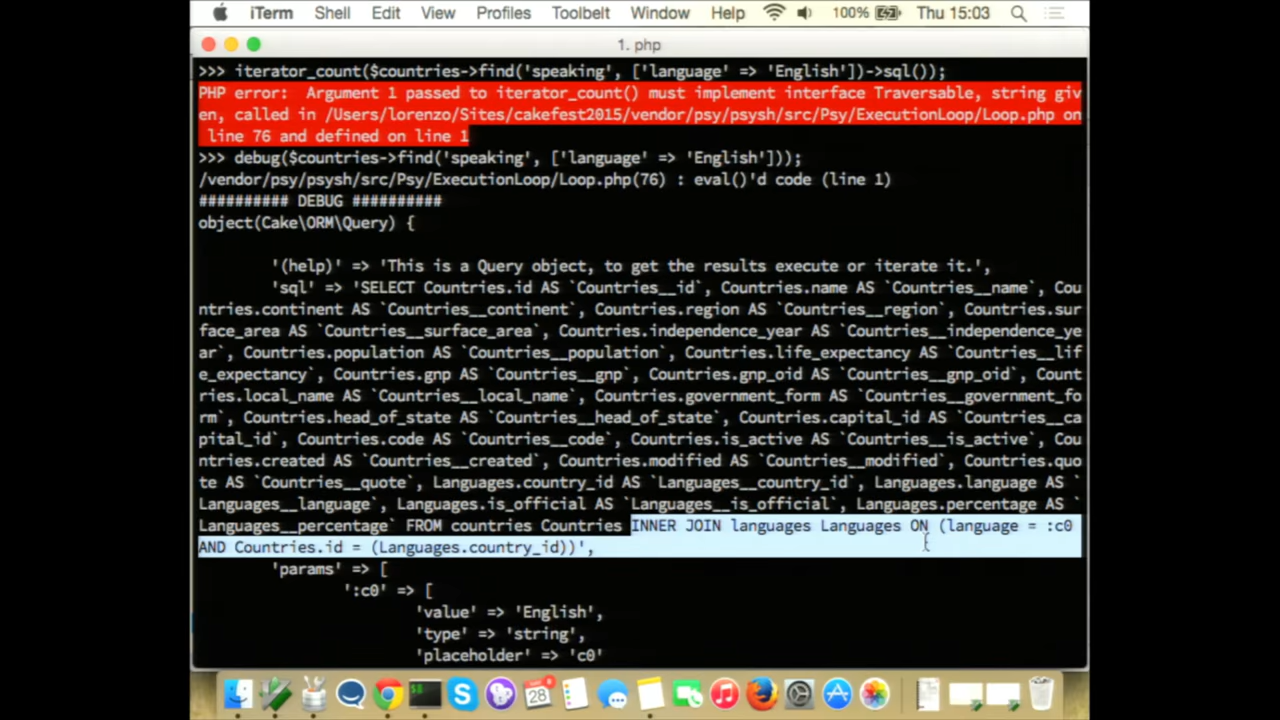 iTerm Shell Edit View Profiles Toolbelt Window Help 100% Thu 15:03
1. php
>>> iterator_count($countries->find('speaking', ['language' => 'English'])->sql());
PHP error:  Argument 1 passed to iterator_count() must implement interface Traversable, string giv
en, called in /Users/lorenzo/Sites/cakefest2015/vendor/psy/psysh/src/Psy/ExecutionLoop/Loop.php on
 line 76 and defined on line 1
>>> debug($countries->find('speaking', ['language' => 'English']));
/vendor/psy/psysh/src/Psy/ExecutionLoop/Loop.php(76) : eval()'d code (line 1)
########## DEBUG ##########
object(Cake\ORM\Query) {
'(help)' => 'This is a Query object, to get the results execute or iterate it.',
'sql' => 'SELECT Countries.id AS `Countries__id`, Countries.name AS `Countries__name`, Cou
ntries.continent AS `Countries__continent`, Countries.region AS `Countries__region`, Countries.sur
face_area AS `Countries__surface_area`, Countries.independence_year AS `Countries__independence_ye
ar`, Countries.population AS `Countries__population`, Countries.life_expectancy AS `Countries__lif
e_expectancy`, Countries.gnp AS `Countries__gnp`, Countries.gnp_oid AS `Countries__gnp_oid`, Count
ries.local_name AS `Countries__local_name`, Countries.government_form AS `Countries__government_fo
rm`, Countries.head_of_state AS `Countries__head_of_state`, Countries.capital_id AS `Countries__ca
pital_id`, Countries.code AS `Countries__code`, Countries.is_active AS `Countries__is_active`, Cou
ntries.created AS `Countries__created`, Countries.modified AS `Countries__modified`, Countries.quo
te AS `Countries__quote`, Languages.country_id AS `Languages__country_id`, Languages.language AS `
Languages__language`, Languages.is_official AS `Languages__is_official`, Languages.percentage AS `
Languages__percentage` FROM countries Countries INNER JOIN languages Languages ON (language = :c0
AND Countries.id = (Languages.country_id))',
'params' => [
':c0' => [
'value' => 'English',
'type' => 'string',
'placeholder' => 'c0'
28